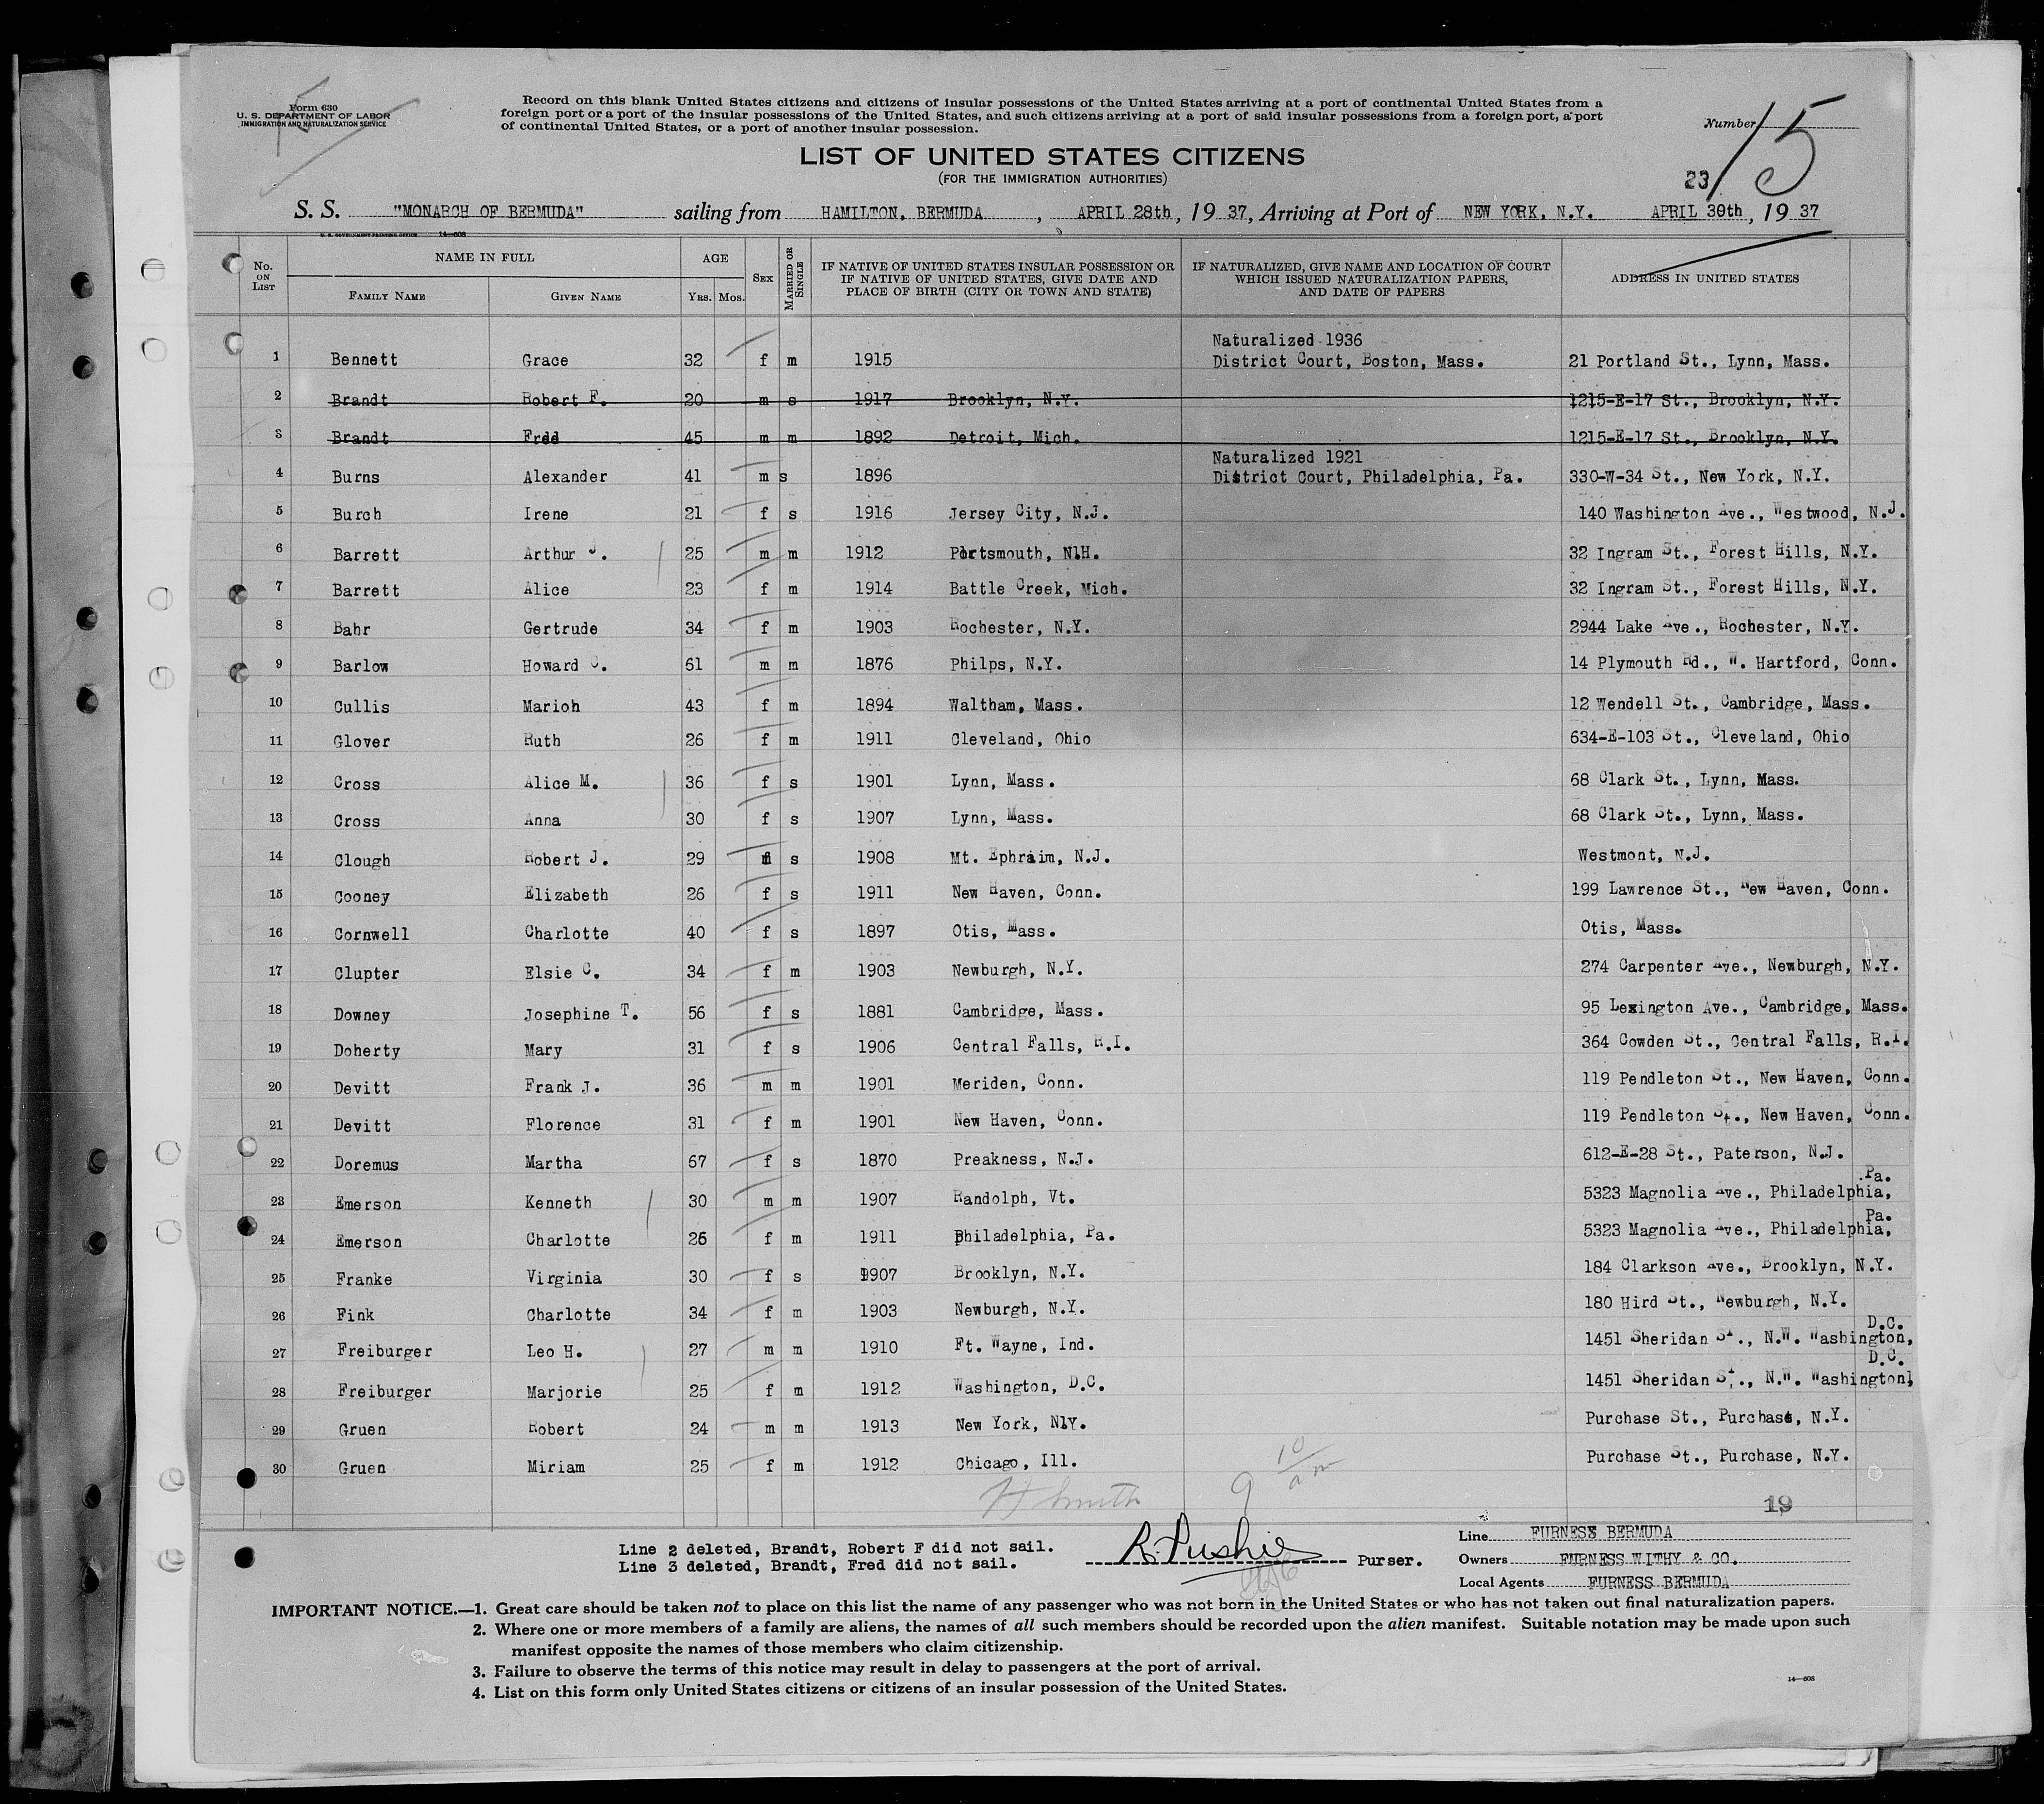 Form 630
U. S. DEPARTMENT OF LABOR
IMMIGRATION AND NATURALIZATION SERVICE
Record on this blank United States citizens and citizens of insular possessions of the United States arriving at a port of continental United States from a
foreign port or a port of the insular possessions of the United States, and such citizens arriving at a port of said insular possessions from a foreign port, a port
of continental United States, or a port of another insular possession.
Number 15
LIST OF UNITED STATES CITIZENS
(FOR THE IMMIGRATION AUTHORITIES)
23
S. S. "MONARCH OF BERMUDA" sailing from HAMILTON, BERMUDA, APRIL 28th, 19 37, Arriving at Port of NEW YORK, N.Y. APRIL 30th, 19 37
U. S. GOVERNMENT PRINTING OFFICE 14—608
No. ON LIST NAME IN FULL FAMILY NAME GIVEN NAME AGE YRS. MOS. SEX MARRIED OR SINGLE IF NATIVE OF UNITED STATES INSULAR POSSESSION OR IF NATIVE OF UNITED STATES, GIVE DATE AND PLACE OF BIRTH (CITY OR TOWN AND STATE) IF NATURALIZED, GIVE NAME AND LOCATION OF COURT WHICH ISSUED NATURALIZATION PAPERS, AND DATE OF PAPERS ADDRESS IN UNITED STATES
Naturalized 1936
1 Bennett Grace 32 f m 1915 District Court, Boston, Mass. 21 Portland St., Lynn, Mass.
2 Brandt Robert F. 20 m s 1917 Brooklyn, N.Y. 1215-E-17 St., Brooklyn, N.Y.
3 Brandt Fred 45 m m 1892 Detroit, Mich. 1215-E-17 St., Brooklyn, N.Y.
Naturalized 1921
4 Burns Alexander 41 m s 1896 District Court, Philadelphia, Pa. 330-W-34 St., New York, N.Y.
5 Burch Irene 21 f s 1916 Jersey City, N.J. 140 Washington Ave., Westwood, N.J.
6 Barrett Arthur J. 25 m m 1912 Portsmouth, N.H. 32 Ingram St., Forest Hills, N.Y.
7 Barrett Alice 23 f m 1914 Battle Creek, Mich. 32 Ingram St., Forest Hills, N.Y.
8 Bahr Gertrude 34 f m 1903 Rochester, N.Y. 2944 Lake Ave., Rochester, N.Y.
9 Barlow Howard C. 61 m m 1876 Philps, N.Y. 14 Plymouth Rd., W. Hartford, Conn.
10 Cullis Marion 43 f m 1894 Waltham, Mass. 12 Wendell St., Cambridge, Mass.
11 Glover Ruth 26 f m 1911 Cleveland, Ohio 634-E-103 St., Cleveland, Ohio
12 Cross Alice M. 36 f s 1901 Lynn, Mass. 68 Clark St., Lynn, Mass.
13 Cross Anna 30 f s 1907 Lynn, Mass. 68 Clark St., Lynn, Mass.
14 Clough Robert J. 29 m s 1908 Mt. Ephraim, N.J. Westmont, N.J.
15 Cooney Elizabeth 26 f s 1911 New Haven, Conn. 199 Lawrence St., New Haven, Conn.
16 Cornwell Charlotte 40 f s 1897 Otis, Mass. Otis, Mass.
17 Clupter Elsie C. 34 f m 1903 Newburgh, N.Y. 274 Carpenter Ave., Newburgh, N.Y.
18 Downey Josephine T. 56 f s 1881 Cambridge, Mass. 95 Lexington Ave., Cambridge, Mass.
19 Doherty Mary 31 f s 1906 Central Falls, R.I. 364 Cowden St., Central Falls, R.I.
20 Devitt Frank J. 36 m m 1901 Meriden, Conn. 119 Pendleton St., New Haven, Conn.
21 Devitt Florence 31 f m 1901 New Haven, Conn. 119 Pendleton St., New Haven, Conn.
22 Doremus Martha 67 f s 1870 Preakness, N.J. 612-E-28 St., Paterson, N.J.
23 Emerson Kenneth 30 m m 1907 Randolph, Vt. 5323 Magnolia Ave., Philadelphia, Pa.
24 Emerson Charlotte 26 f m 1911 Philadelphia, Pa. 5323 Magnolia Ave., Philadelphia, Pa.
25 Franke Virginia 30 f s 1907 Brooklyn, N.Y. 184 Clarkson Ave., Brooklyn, N.Y.
26 Fink Charlotte 34 f m 1903 Newburgh, N.Y. 180 Hird St., Newburgh, N.Y.
27 Freiburger Leo H. 27 m m 1910 Ft. Wayne, Ind. 1451 Sheridan St., N.W. Washington, D.C.
28 Freiburger Marjorie 25 f m 1912 Washington, D.C. 1451 Sheridan St., N.W. Washington, D.C.
29 Gruen Robert 24 m m 1913 New York, N.Y. Purchase St., Purchase, N.Y.
30 Gruen Miriam 25 f m 1912 Chicago, Ill. Purchase St., Purchase, N.Y.
H Smith 9 10 am
19
Line 2 deleted, Brandt, Robert F did not sail.
Line 3 deleted, Brandt, Fred did not sail.
R. Pushie Purser.
Line FURNESS BERMUDA
Owners FURNESS WITHY & CO.
Local Agents FURNESS BERMUDA
IMPORTANT NOTICE.—1. Great care should be taken not to place on this list the name of any passenger who was not born in the United States or who has not taken out final naturalization papers.
2. Where one or more members of a family are aliens, the names of all such members should be recorded upon the alien manifest. Suitable notation may be made upon such
manifest opposite the names of those members who claim citizenship.
3. Failure to observe the terms of this notice may result in delay to passengers at the port of arrival.
4. List on this form only United States citizens or citizens of an insular possession of the United States.
14—608